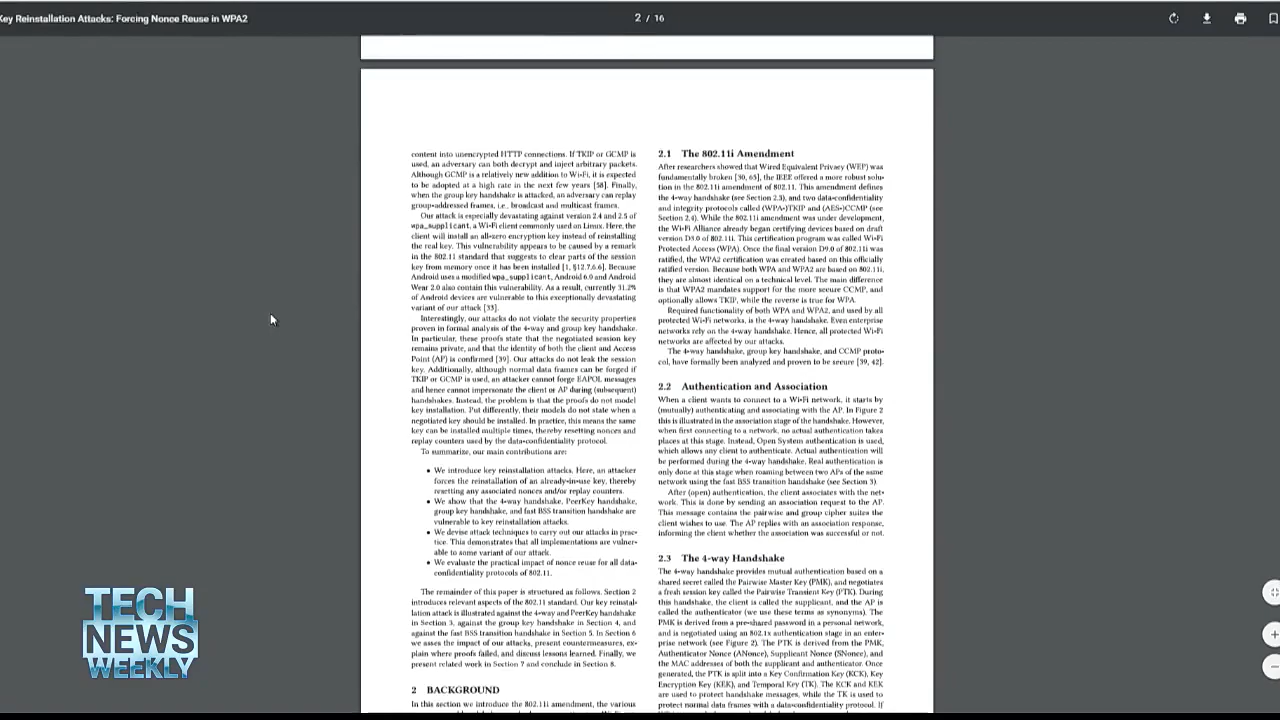 Key Reinstallation Attacks: Forcing Nonce Reuse in WPA2
2 / 16
content into unencrypted HTTP connections. If TKIP or GCMP is
used, an adversary can both decrypt and inject arbitrary packets.
Although GCMP is a relatively new addition to Wi-Fi, it is expected
to be adopted at a high rate in the next few years [58]. Finally,
when the group key handshake is attacked, an adversary can replay
group-addressed frames, i.e., broadcast and multicast frames.
Our attack is especially devastating against version 2.4 and 2.5 of
wpa_supplicant, a Wi-Fi client commonly used on Linux. Here, the
client will install an all-zero encryption key instead of reinstalling
the real key. This vulnerability appears to be caused by a remark
in the 802.11 standard that suggests to clear parts of the session
key from memory once it has been installed [1, §12.7.6.6]. Because
Android uses a modified wpa_supplicant, Android 6.0 and Android
Wear 2.0 also contain this vulnerability. As a result, currently 31.2%
of Android devices are vulnerable to this exceptionally devastating
variant of our attack [33].
Interestingly, our attacks do not violate the security properties
proven in formal analysis of the 4-way and group key handshake.
In particular, these proofs state that the negotiated session key
remains private, and that the identity of both the client and Access
Point (AP) is confirmed [39]. Our attacks do not leak the session
key. Additionally, although normal data frames can be forged if
TKIP or GCMP is used, an attacker cannot forge EAPOL messages
and hence cannot impersonate the client or AP during (subsequent)
handshakes. Instead, the problem is that the proofs do not model
key installation. Put differently, their models do not state when a
negotiated key should be installed. In practice, this means the same
key can be installed multiple times, thereby resetting nonces and
replay counters used by the data-confidentiality protocol.
To summarize, our main contributions are:
• We introduce key reinstallation attacks. Here, an attacker
forces the reinstallation of an already-in-use key, thereby
resetting any associated nonces and/or replay counters.
• We show that the 4-way handshake, PeerKey handshake,
group key handshake, and fast BSS transition handshake are
vulnerable to key reinstallation attacks.
• We devise attack techniques to carry out our attacks in prac-
tice. This demonstrates that all implementations are vulner-
able to some variant of our attack.
• We evaluate the practical impact of nonce reuse for all data-
confidentiality protocols of 802.11.
The remainder of this paper is structured as follows. Section 2
introduces relevant aspects of the 802.11 standard. Our key reinstal-
lation attack is illustrated against the 4-way and PeerKey handshake
in Section 3, against the group key handshake in Section 4, and
against the fast BSS transition handshake in Section 5. In Section 6
we asses the impact of our attacks, present countermeasures, ex-
plain where proofs failed, and discuss lessons learned. Finally, we
present related work in Section 7 and conclude in Section 8.
2 BACKGROUND
In this section we introduce the 802.11i amendment, the various
2.1 The 802.11i Amendment
After researchers showed that Wired Equivalent Privacy (WEP) was
fundamentally broken [30, 65], the IEEE offered a more robust solu-
tion in the 802.11i amendment of 802.11. This amendment defines
the 4-way handshake (see Section 2.3), and two data-confidentiality
and integrity protocols called (WPA-)TKIP and (AES-)CCMP (see
Section 2.4). While the 802.11i amendment was under development,
the Wi-Fi Alliance already began certifying devices based on draft
version D3.0 of 802.11i. This certification program was called Wi-Fi
Protected Access (WPA). Once the final version D9.0 of 802.11i was
ratified, the WPA2 certification was created based on this officially
ratified version. Because both WPA and WPA2 are based on 802.11i,
they are almost identical on a technical level. The main difference
is that WPA2 mandates support for the more secure CCMP, and
optionally allows TKIP, while the reverse is true for WPA.
Required functionality of both WPA and WPA2, and used by all
protected Wi-Fi networks, is the 4-way handshake. Even enterprise
networks rely on the 4-way handshake. Hence, all protected Wi-Fi
networks are affected by our attacks.
The 4-way handshake, group key handshake, and CCMP proto-
col, have formally been analyzed and proven to be secure [39, 42].
2.2 Authentication and Association
When a client wants to connect to a Wi-Fi network, it starts by
(mutually) authenticating and associating with the AP. In Figure 2
this is illustrated in the association stage of the handshake. However,
when first connecting to a network, no actual authentication takes
places at this stage. Instead, Open System authentication is used,
which allows any client to authenticate. Actual authentication will
be performed during the 4-way handshake. Real authentication is
only done at this stage when roaming between two APs of the same
network using the fast BSS transition handshake (see Section 3).
After (open) authentication, the client associates with the net-
work. This is done by sending an association request to the AP.
This message contains the pairwise and group cipher suites the
client wishes to use. The AP replies with an association response,
informing the client whether the association was successful or not.
2.3 The 4-way Handshake
The 4-way handshake provides mutual authentication based on a
shared secret called the Pairwise Master Key (PMK), and negotiates
a fresh session key called the Pairwise Transient Key (PTK). During
this handshake, the client is called the supplicant, and the AP is
called the authenticator (we use these terms as synonyms). The
PMK is derived from a pre-shared password in a personal network,
and is negotiated using an 802.1x authentication stage in an enter-
prise network (see Figure 2). The PTK is derived from the PMK,
Authenticator Nonce (ANonce), Supplicant Nonce (SNonce), and
the MAC addresses of both the supplicant and authenticator. Once
generated, the PTK is split into a Key Confirmation Key (KCK), Key
Encryption Key (KEK), and Temporal Key (TK). The KCK and KEK
are used to protect handshake messages, while the TK is used to
protect normal data frames with a data-confidentiality protocol. If
TECH
NEWS
WEEKLY